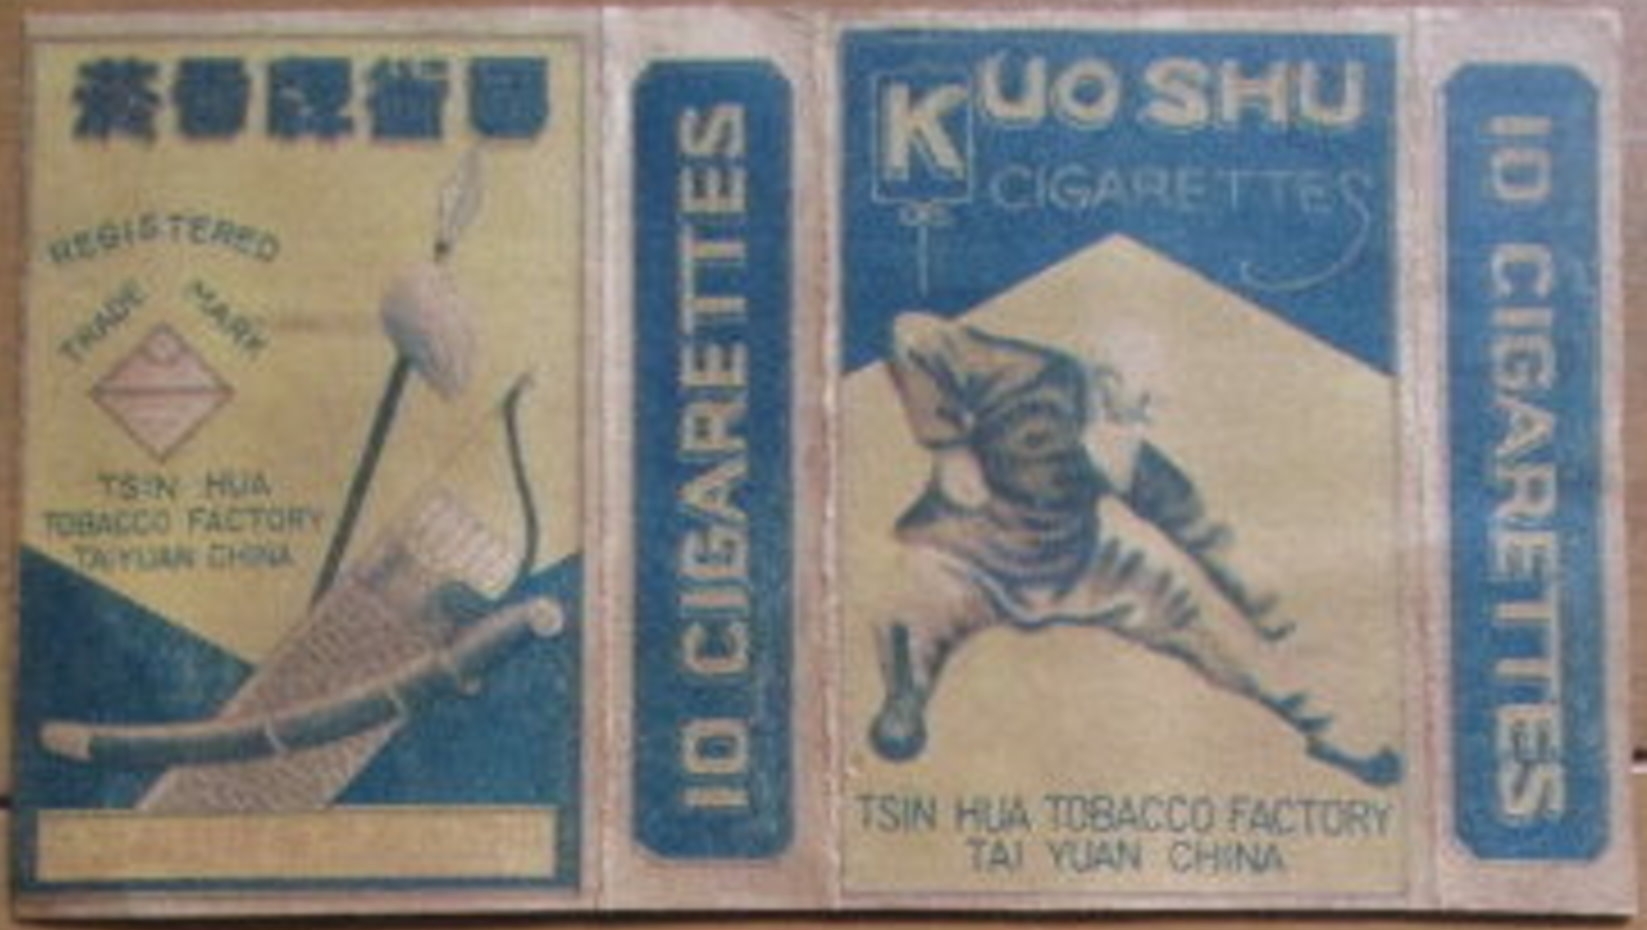 國術牌香菸
REGISTERED
TRADE MARK
TSIN HUA
TOBACCO FACTORY
TAIYUAN CHINA
10 CIGARETTES
KUO SHU
CIGARETTES
TSIN HUA TOBACCO FACTORY
TAI YUAN CHINA
10 CIGARETTES